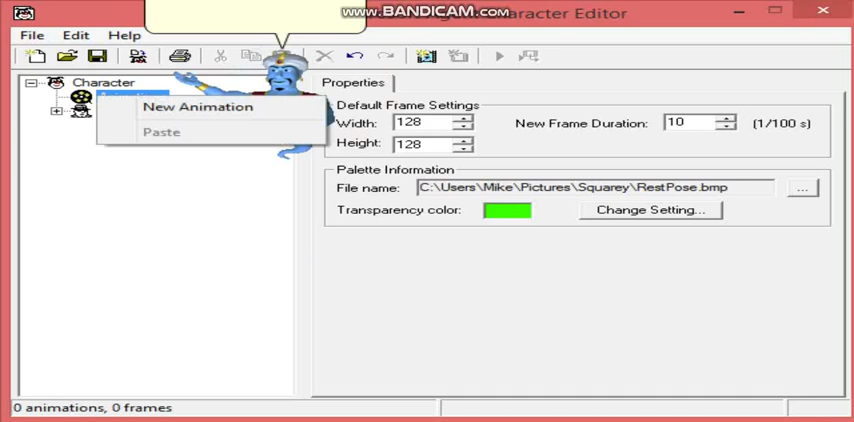 www.BANDICAM.com
Character Editor
File Edit Help
Character
New Animation
Paste
Properties
Default Frame Settings
Width: 128
New Frame Duration: 10 (1/100 s)
Height: 128
Palette Information
File name: C:\Users\Mike\Pictures\Squarey\RestPose.bmp ...
Transparency color: Change Setting...
0 animations, 0 frames